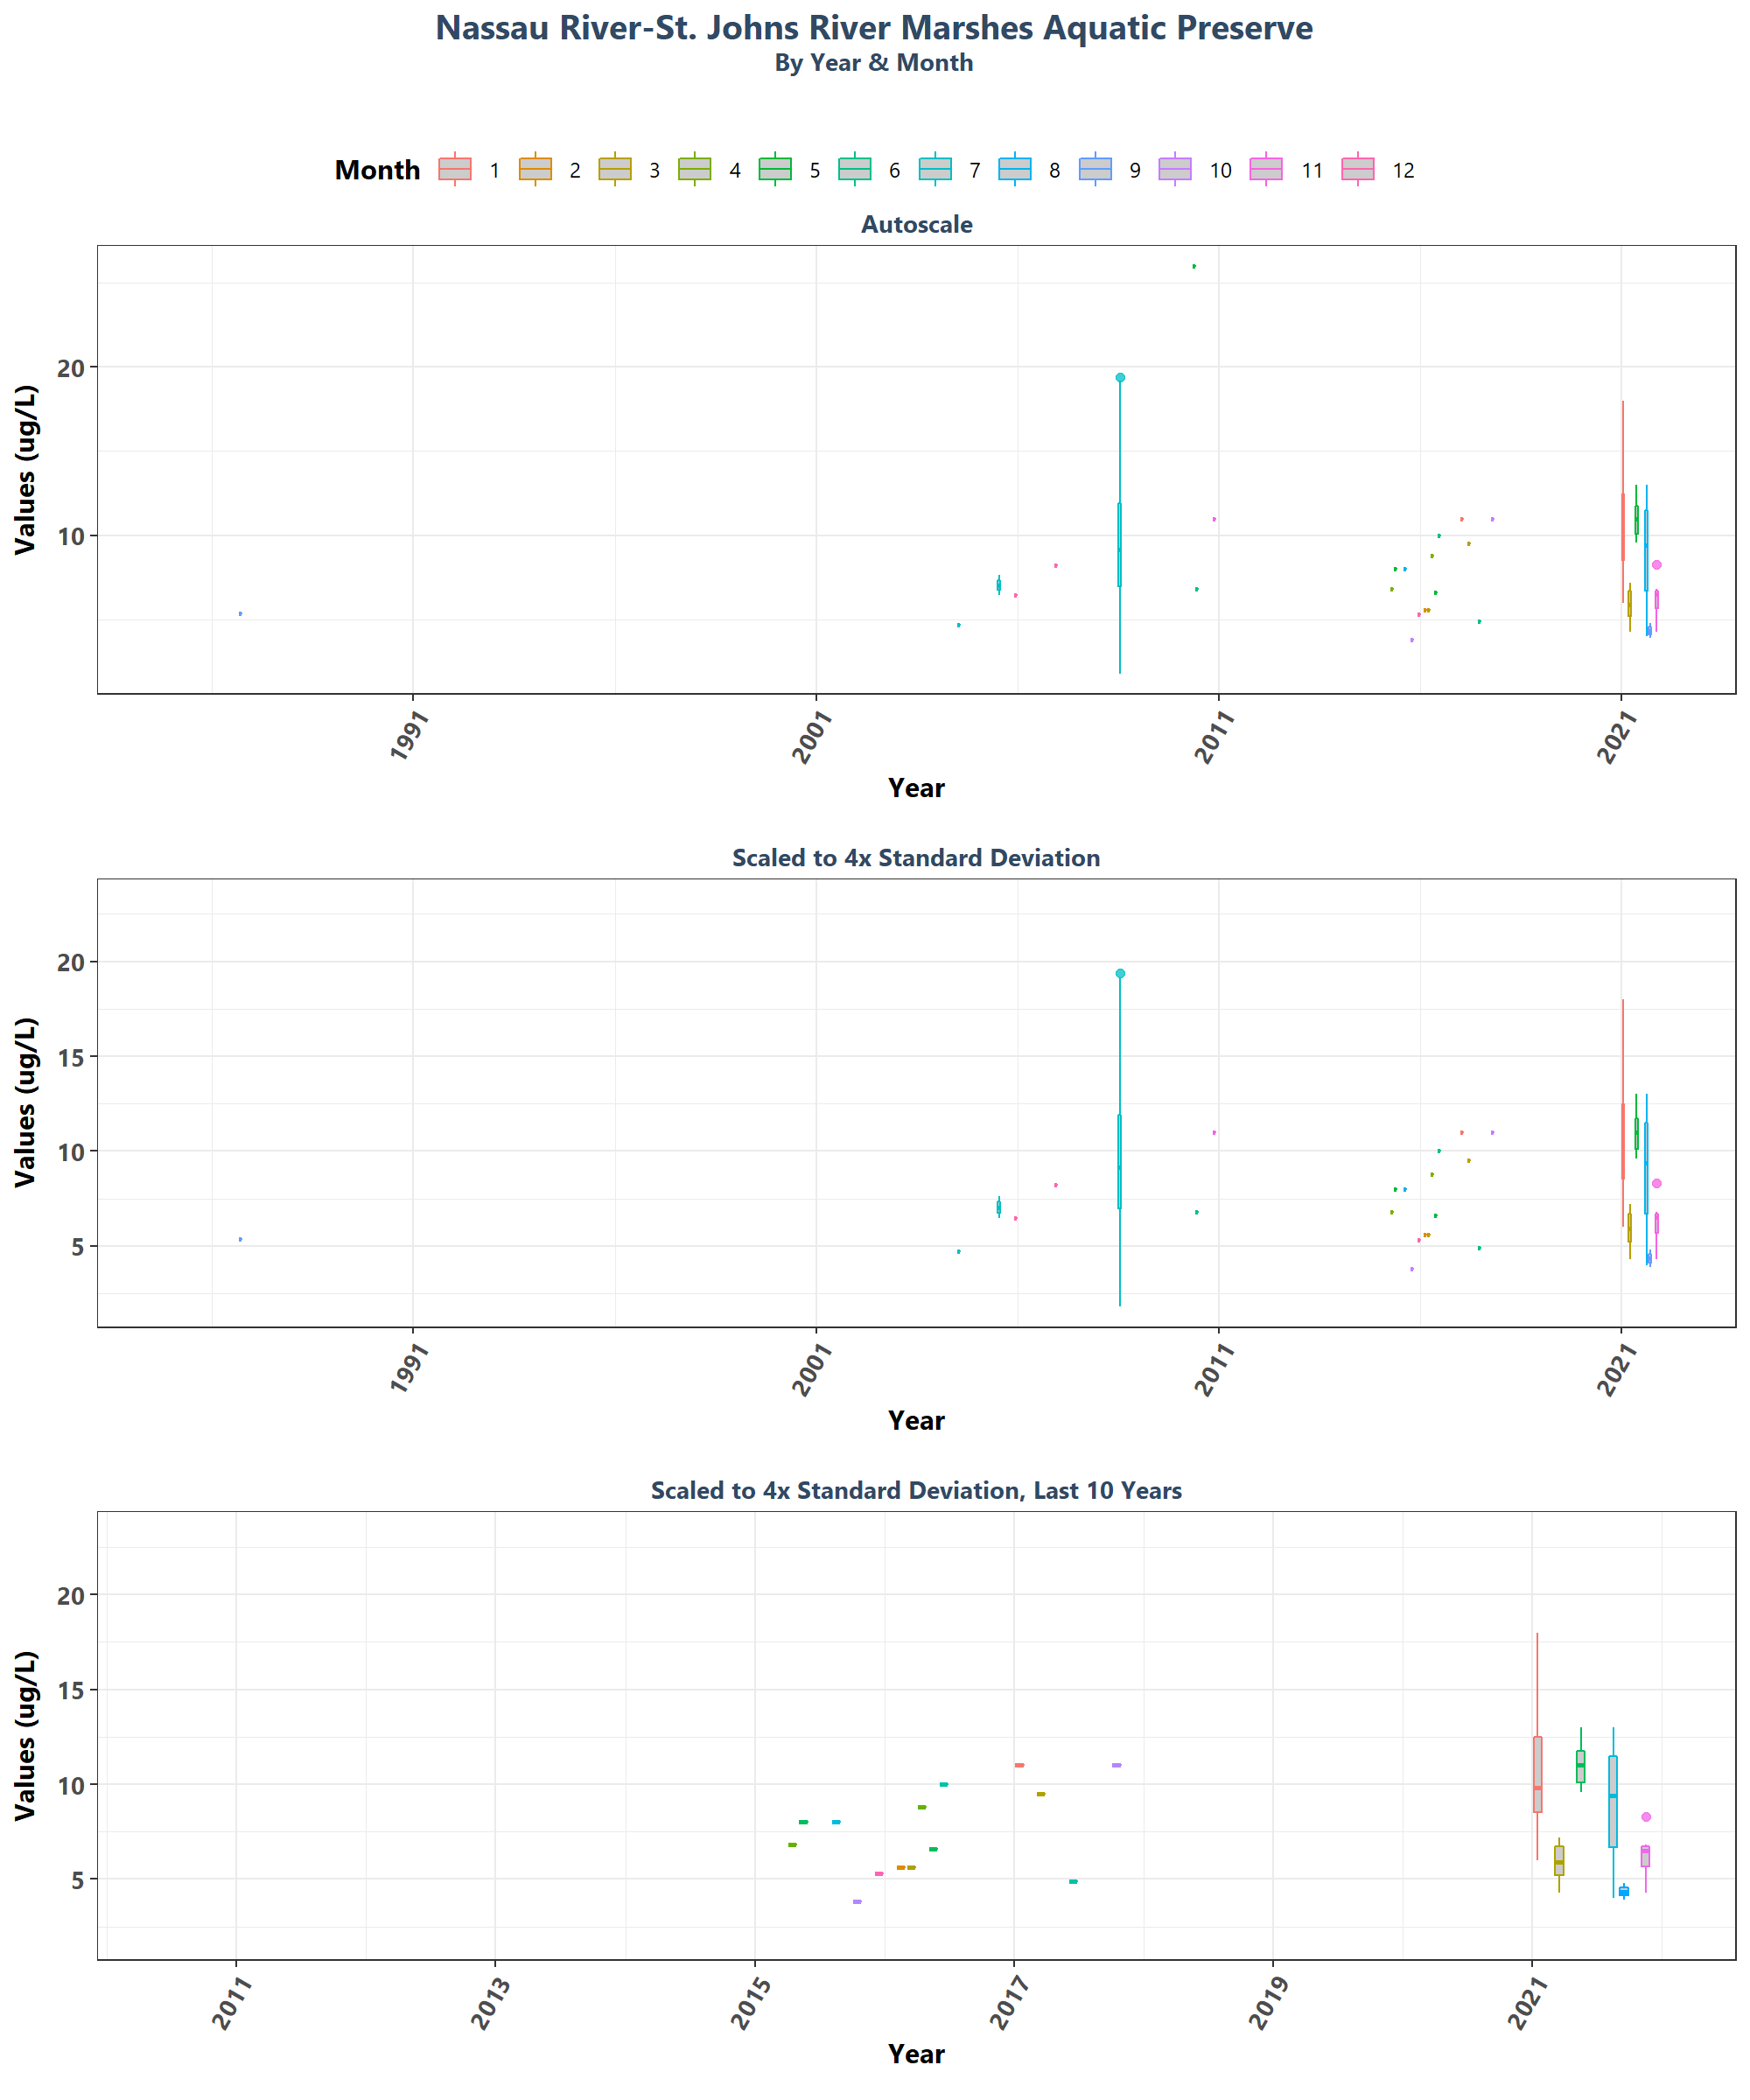 Nassau River-St. Johns River Marshes Aquatic Preserve
By Year & Month
Month 1 2 3 4 5 6 7 8 9 10 11 12
Autoscale
Values (ug/L)
20
10
1991 2001 2011 2021
Year
Scaled to 4x Standard Deviation
Values (ug/L)
20
15
10
5
1991 2001 2011 2021
Year
Scaled to 4x Standard Deviation, Last 10 Years
Values (ug/L)
20
15
10
5
2011 2013 2015 2017 2019 2021
Year